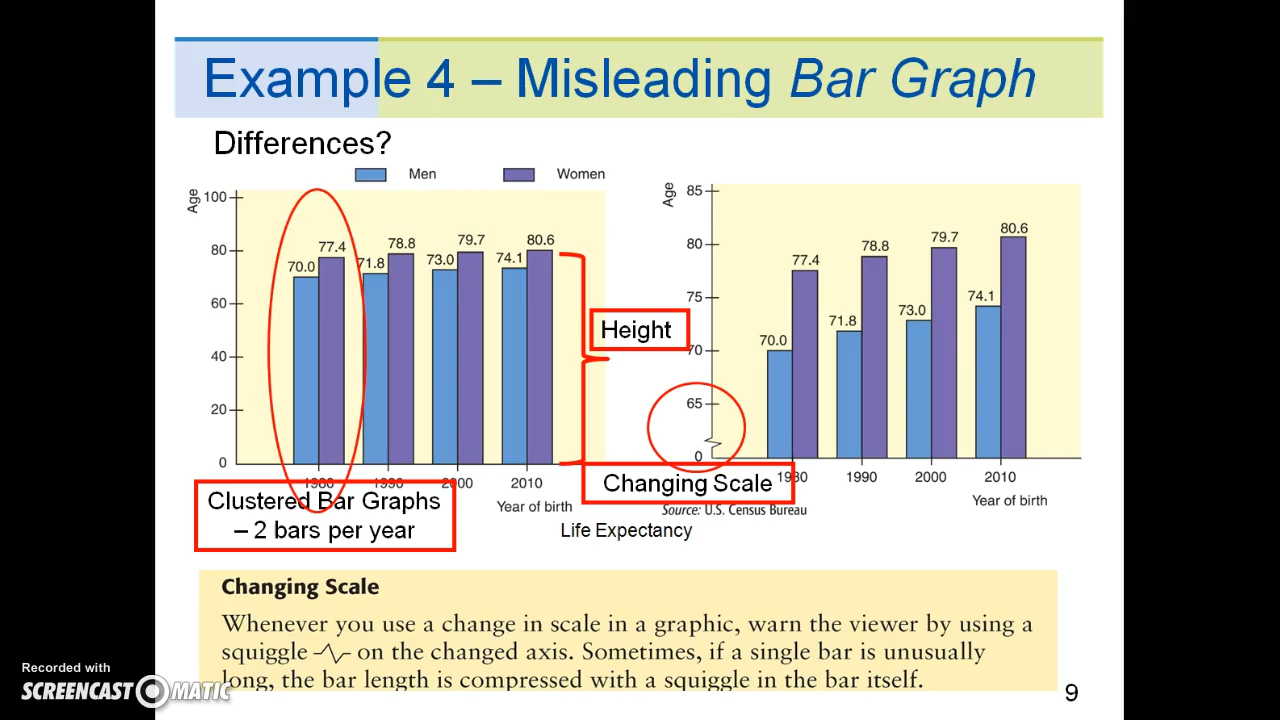 Example 4 – Misleading Bar Graph
Differences?
Men Women
Age
100
80
60
40
20
0
70.0 77.4 71.8 78.8 73.0 79.7 74.1 80.6
1980 1990 2000 2010
Year of birth
Height
Age
85
80
75
70
65
0
70.0 77.4 71.8 78.8 73.0 79.7 74.1 80.6
1980 1990 2000 2010
Year of birth
Changing Scale
Clustered Bar Graphs
– 2 bars per year
Source: U.S. Census Bureau
Life Expectancy
Changing Scale
Whenever you use a change in scale in a graphic, warn the viewer by using a
squiggle on the changed axis. Sometimes, if a single bar is unusually
long, the bar length is compressed with a squiggle in the bar itself.
9
Recorded with
SCREENCAST MATIC